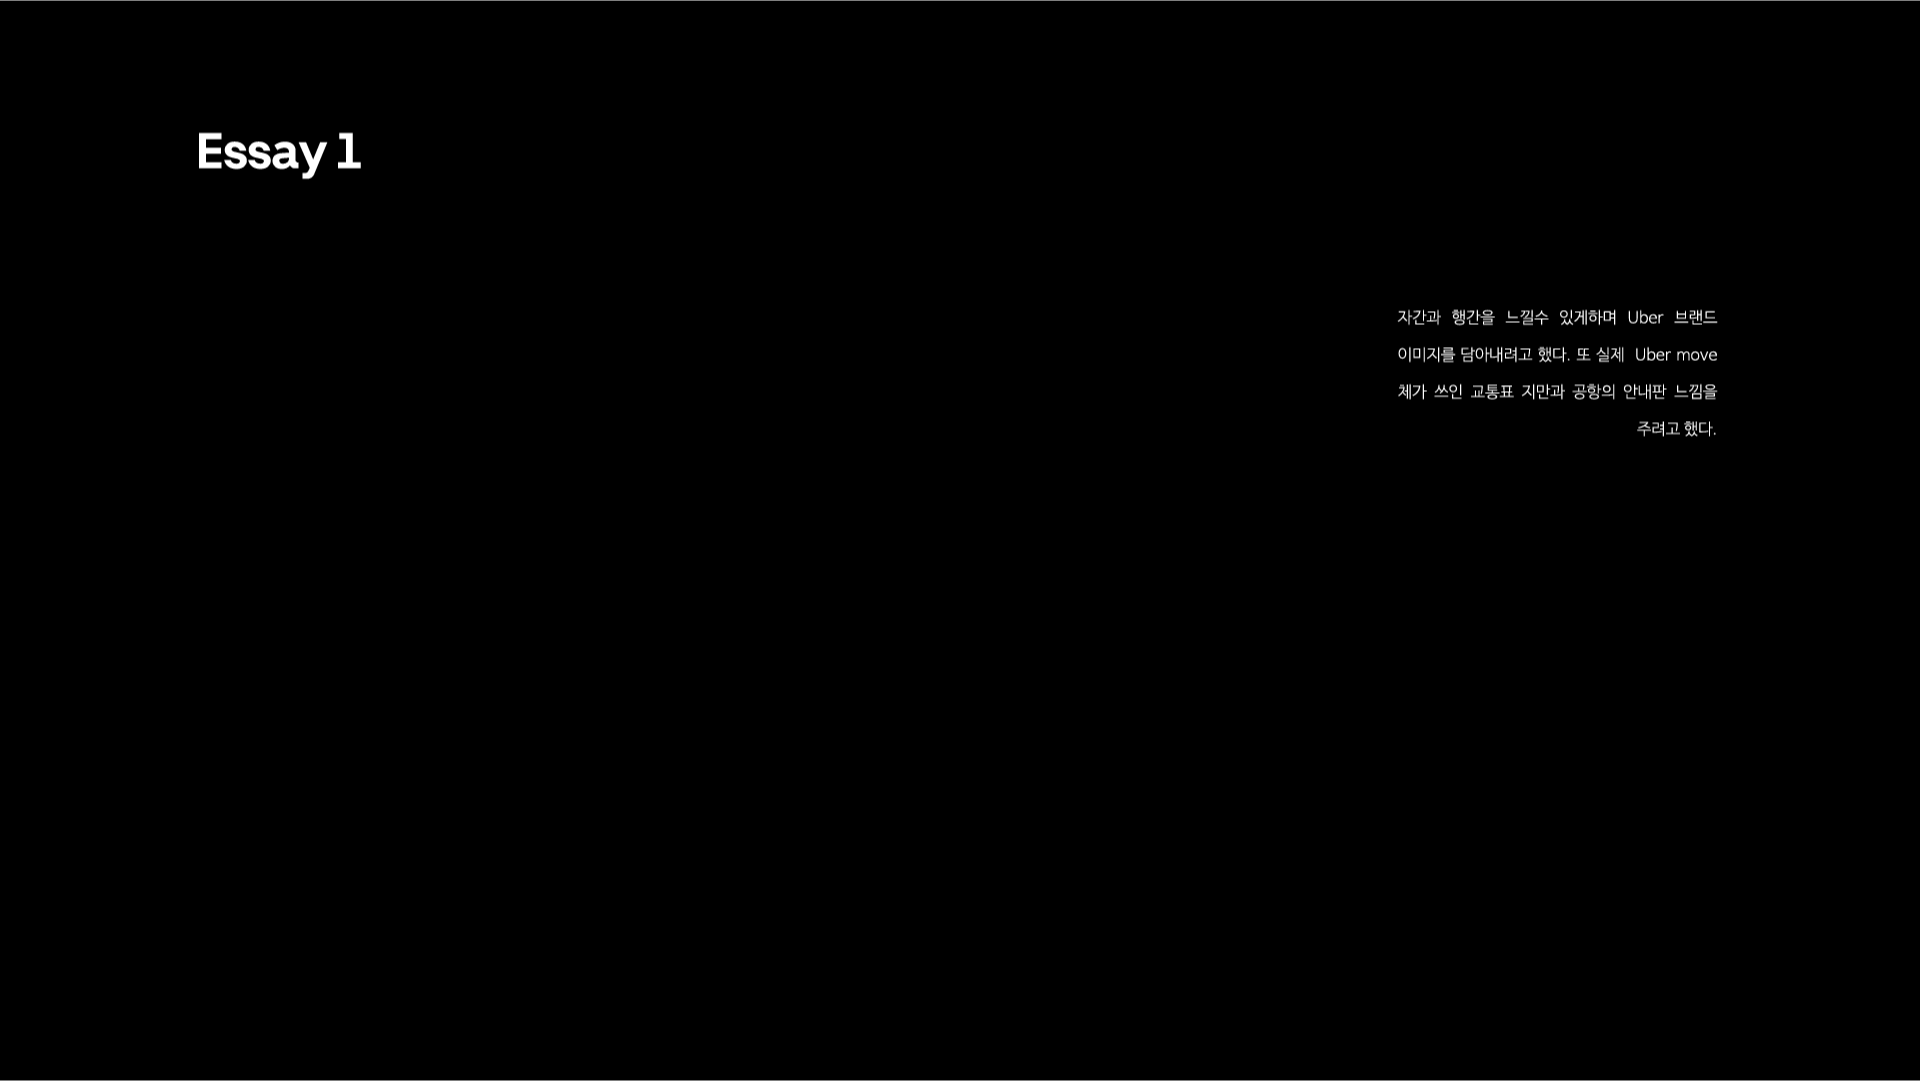 Essay 1
자간과 행간을 느낄수 있게하며 Uber 브랜드
이미지를 담아내려고 했다. 또 실제 Uber move
체가 쓰인 교통표 지만과 공항의 안내판 느낌을
주려고 했다.